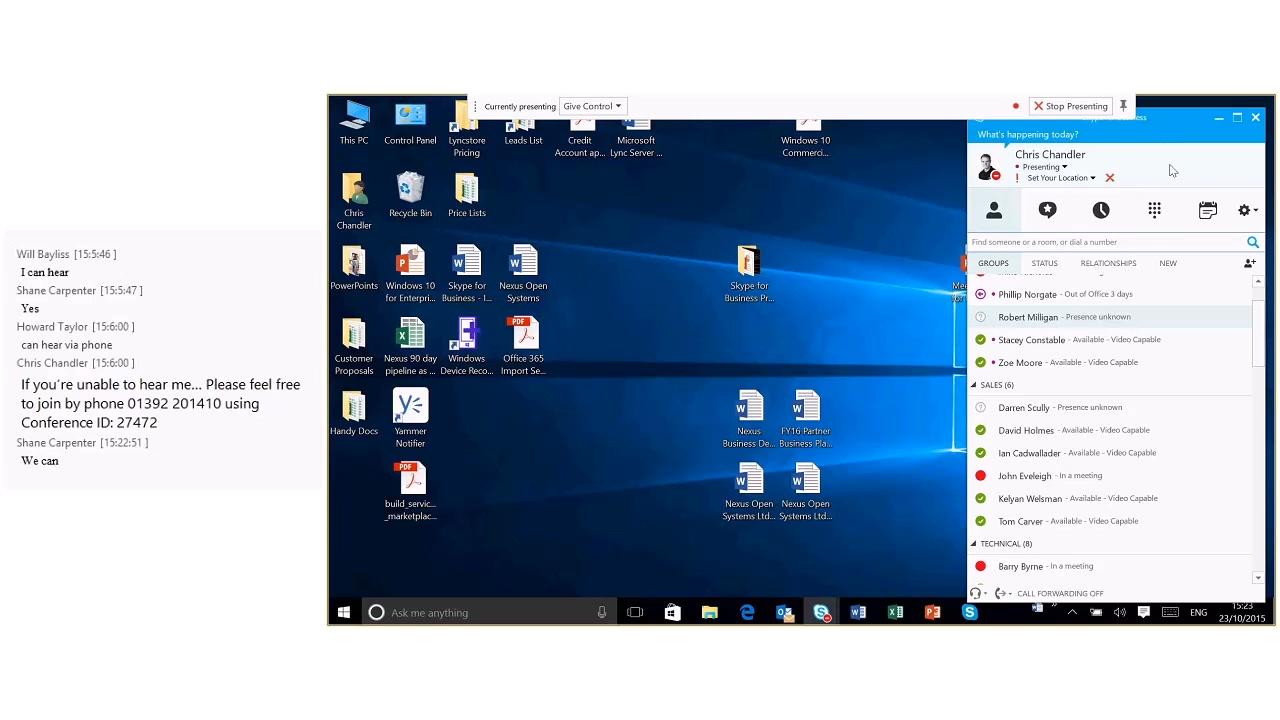 Will Bayliss [15:5:46 ]
I can hear
Shane Carpenter [15:5:47 ]
Yes
Howard Taylor [15:6:00 ]
can hear via phone
Chris Chandler [15:6:00 ]
If you're unable to hear me... Please feel free
to join by phone 01392 201410 using
Conference ID: 27472
Shane Carpenter [15:22:51 ]
We can
Currently presenting
Give Control
Stop Presenting
This PC
Control Panel
Lyncstore
Pricing
Leads List
Credit
Account ap...
Microsoft
Lync Server ...
Windows 10
Commerci...
Chris
Chandler
Recycle Bin
Price Lists
PowerPoints
Windows 10
for Enterpri...
Skype for
Business - I...
Nexus Open
Systems
Skype for
Business Pr...
Customer
Proposals
Nexus 90 day
pipeline as ...
Windows
Device Reco...
PDF
Office 365
Import Se...
Handy Docs
Yammer
Notifier
Nexus
Business De...
FY16 Partner
Business Pla...
PDF
build_servic...
_marketplac...
Nexus Open
Systems Ltd...
Nexus Open
Systems Ltd...
What's happening today?
Chris Chandler
Presenting
Set Your Location
Find someone or a room, or dial a number
GROUPS
STATUS
RELATIONSHIPS
NEW
Phillip Norgate - Out of Office 3 days
Robert Milligan - Presence unknown
Stacey Constable - Available - Video Capable
Zoe Moore - Available - Video Capable
SALES (6)
Darren Scully - Presence unknown
David Holmes - Available - Video Capable
Ian Cadwallader - Available - Video Capable
John Eveleigh - In a meeting
Kelyan Welsman - Available - Video Capable
Tom Carver - Available - Video Capable
TECHNICAL (8)
Barry Byrne - In a meeting
CALL FORWARDING OFF
Ask me anything
ENG
15:23
23/10/2015